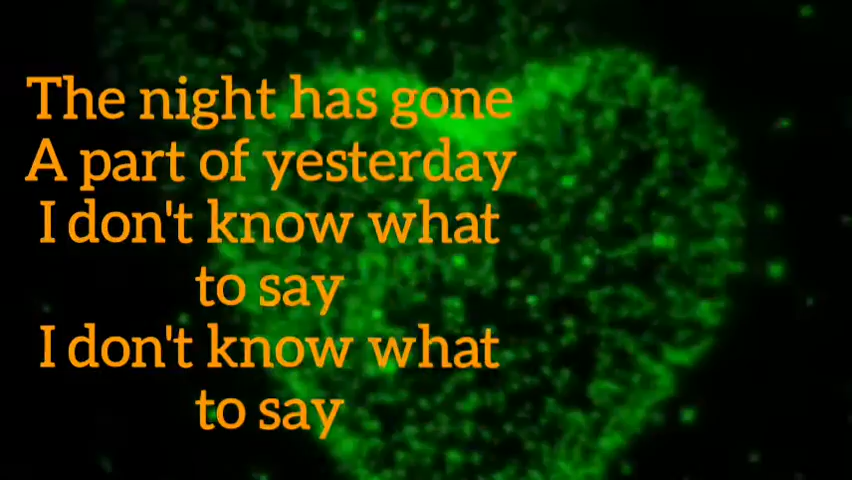 The night has gone
A part of yesterday
I don't know what
to say
I don't know what
to say